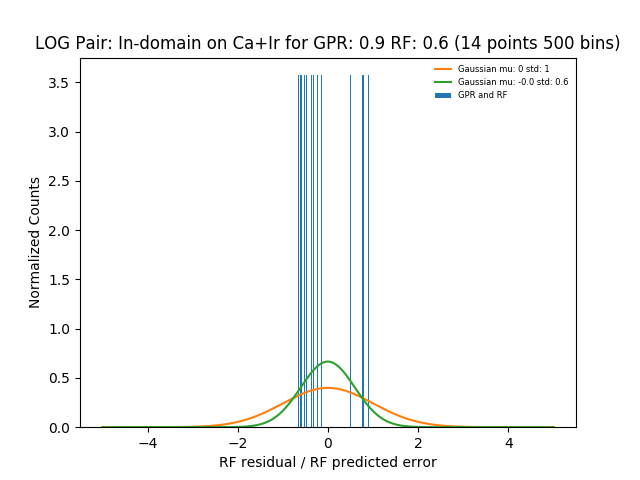 LOG Pair: In-domain on Ca+Ir for GPR: 0.9 RF: 0.6 (14 points 500 bins)
Gaussian mu: 0 std: 1
Gaussian mu: -0.0 std: 0.6
GPR and RF
3.5
3.0
2.5
2.0
1.5
1.0
0.5
0.0
Normalized Counts
−4 −2 0 2 4
RF residual / RF predicted error